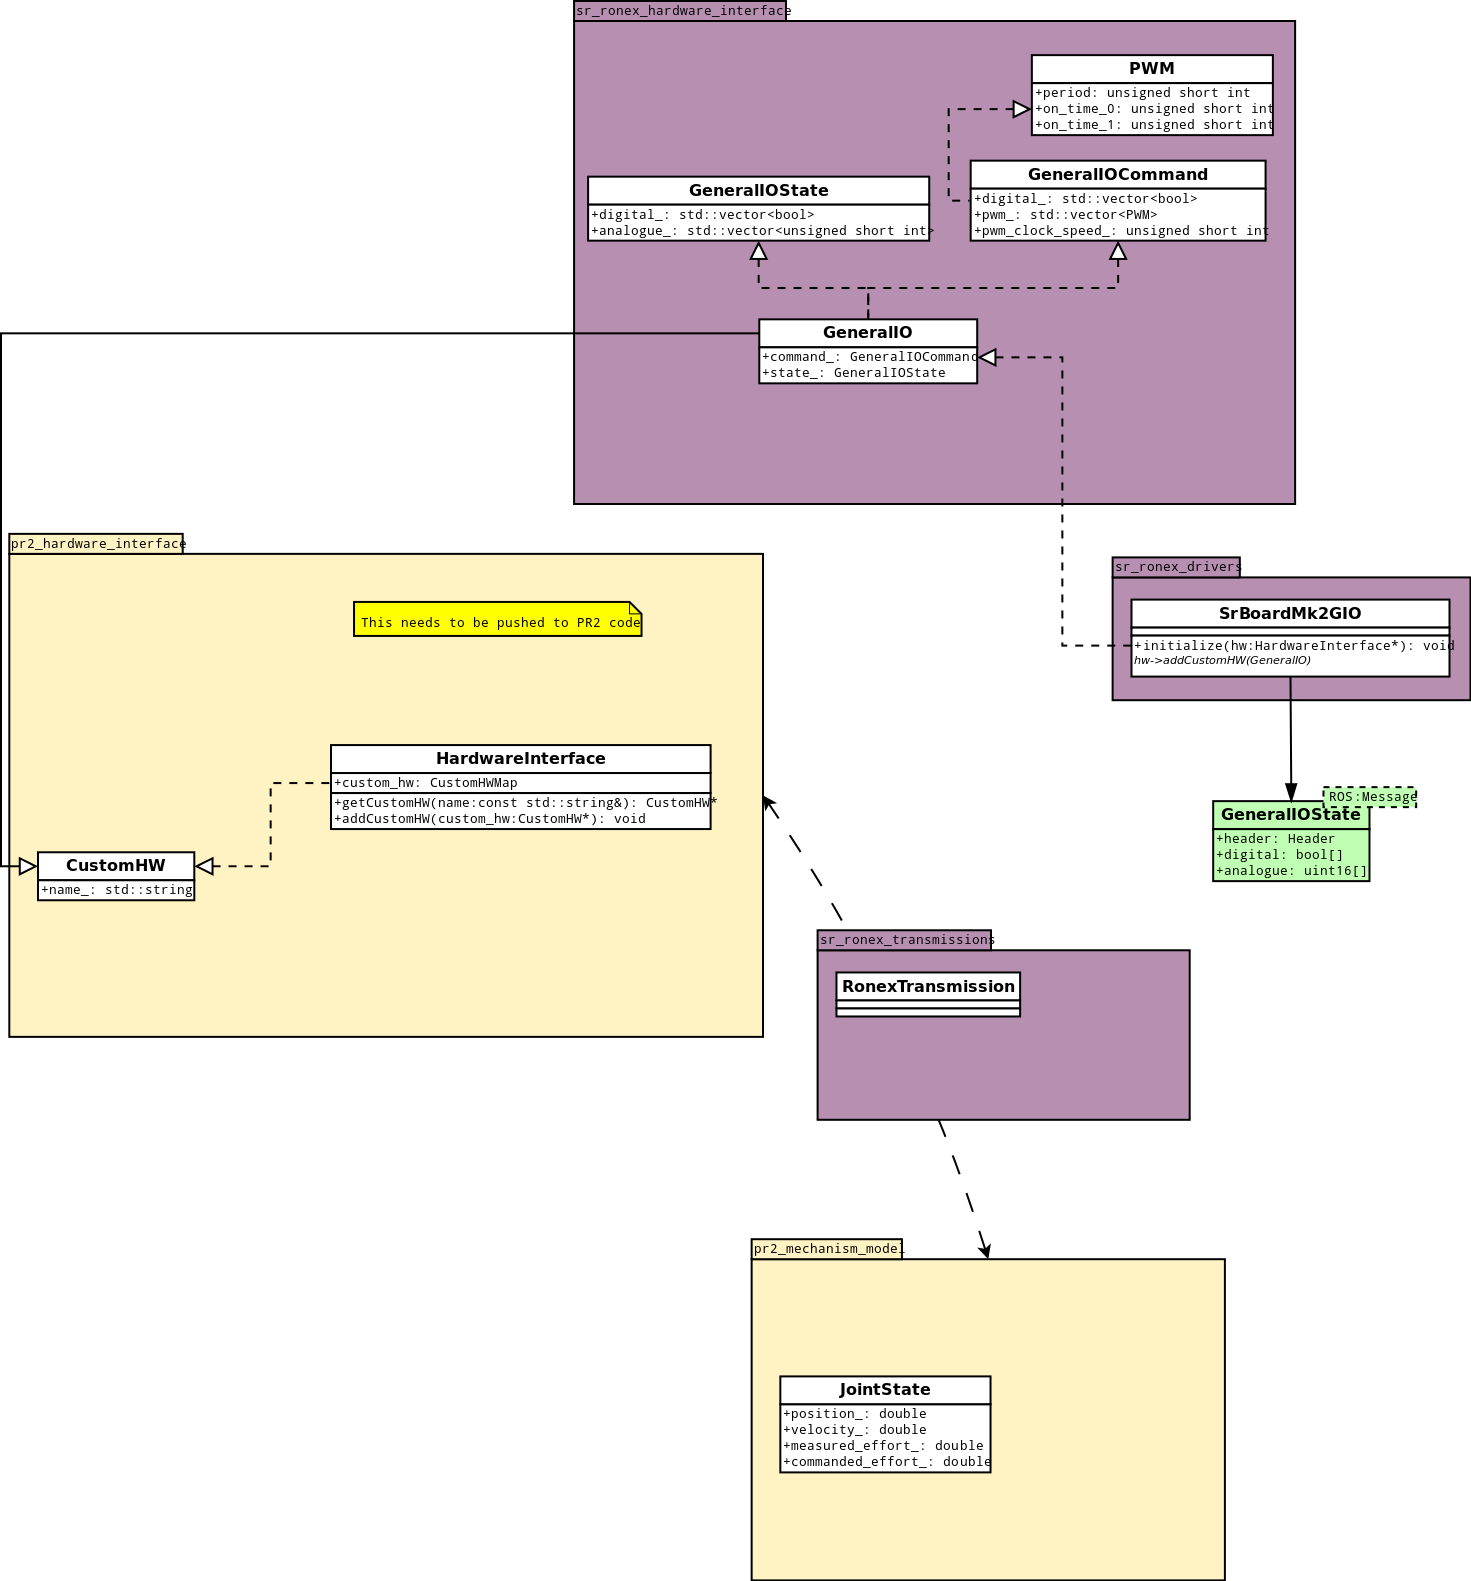 sr_ronex_hardware_interface
PWM
+period: unsigned short int
+on_time_0: unsigned short int
+on_time_1: unsigned short int
GeneralIOState
+digital_: std::vector<bool>
+analogue_: std::vector<unsigned short int>
GeneralIOCommand
+digital_: std::vector<bool>
+pwm_: std::vector<PWM>
+pwm_clock_speed_: unsigned short int
GeneralIO
+command_: GeneralIOCommand
+state_: GeneralIOState
pr2_hardware_interface
This needs to be pushed to PR2 code
HardwareInterface
+custom_hw: CustomHWMap
+getCustomHW(name:const std::string&): CustomHW*
+addCustomHW(custom_hw:CustomHW*): void
CustomHW
+name_: std::string
sr_ronex_drivers
SrBoardMk2GIO
+initialize(hw:HardwareInterface*): void
hw->addCustomHW(GeneralIO)
ROS:Message
GeneralIOState
+header: Header
+digital: bool[]
+analogue: uint16[]
sr_ronex_transmissions
RonexTransmission
pr2_mechanism_model
JointState
+position_: double
+velocity_: double
+measured_effort_: double
+commanded_effort_: double